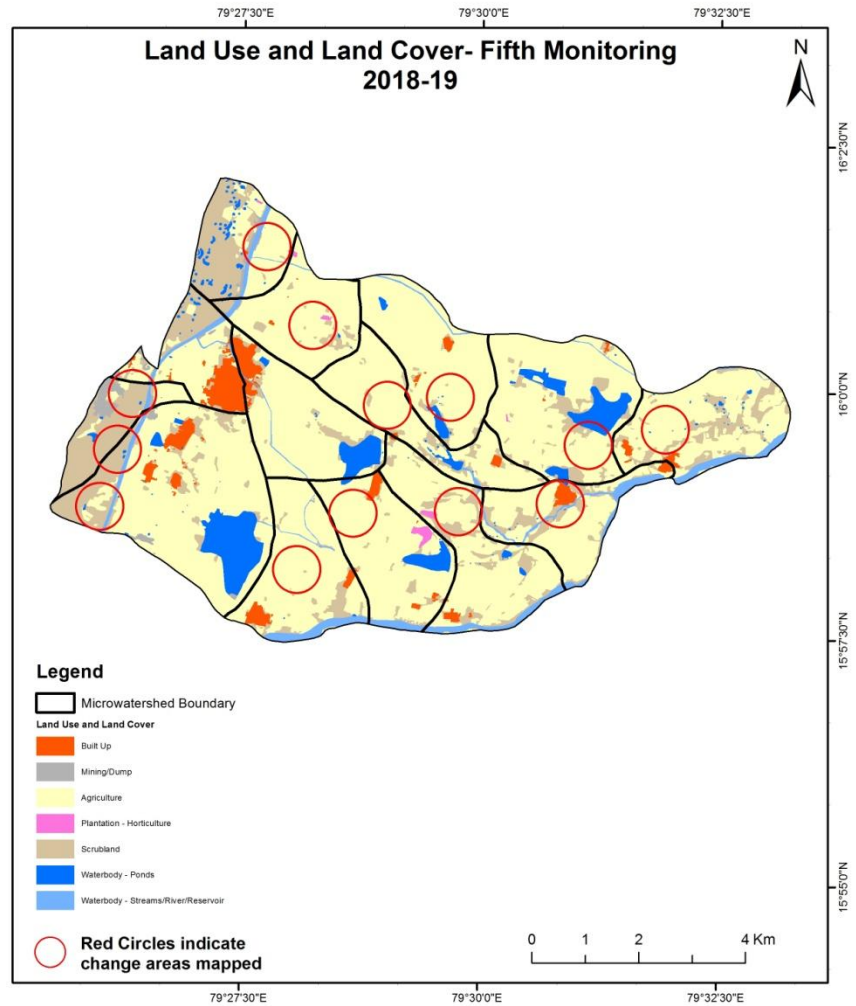 79°27'30"E 79°30'0"E 79°32'30"E
Land Use and Land Cover- Fifth Monitoring
2018-19
N
16°2'30"N
16°0'0"N
15°57'30"N
15°55'0"N
Legend
Microwatershed Boundary
Land Use and Land Cover
Built Up
Mining/Dump
Agriculture
Plantation - Horticulture
Scrubland
Waterbody - Ponds
Waterbody - Streams/River/Reservoir
Red Circles indicate
change areas mapped
0 1 2 4 Km
79°27'30"E 79°30'0"E 79°32'30"E